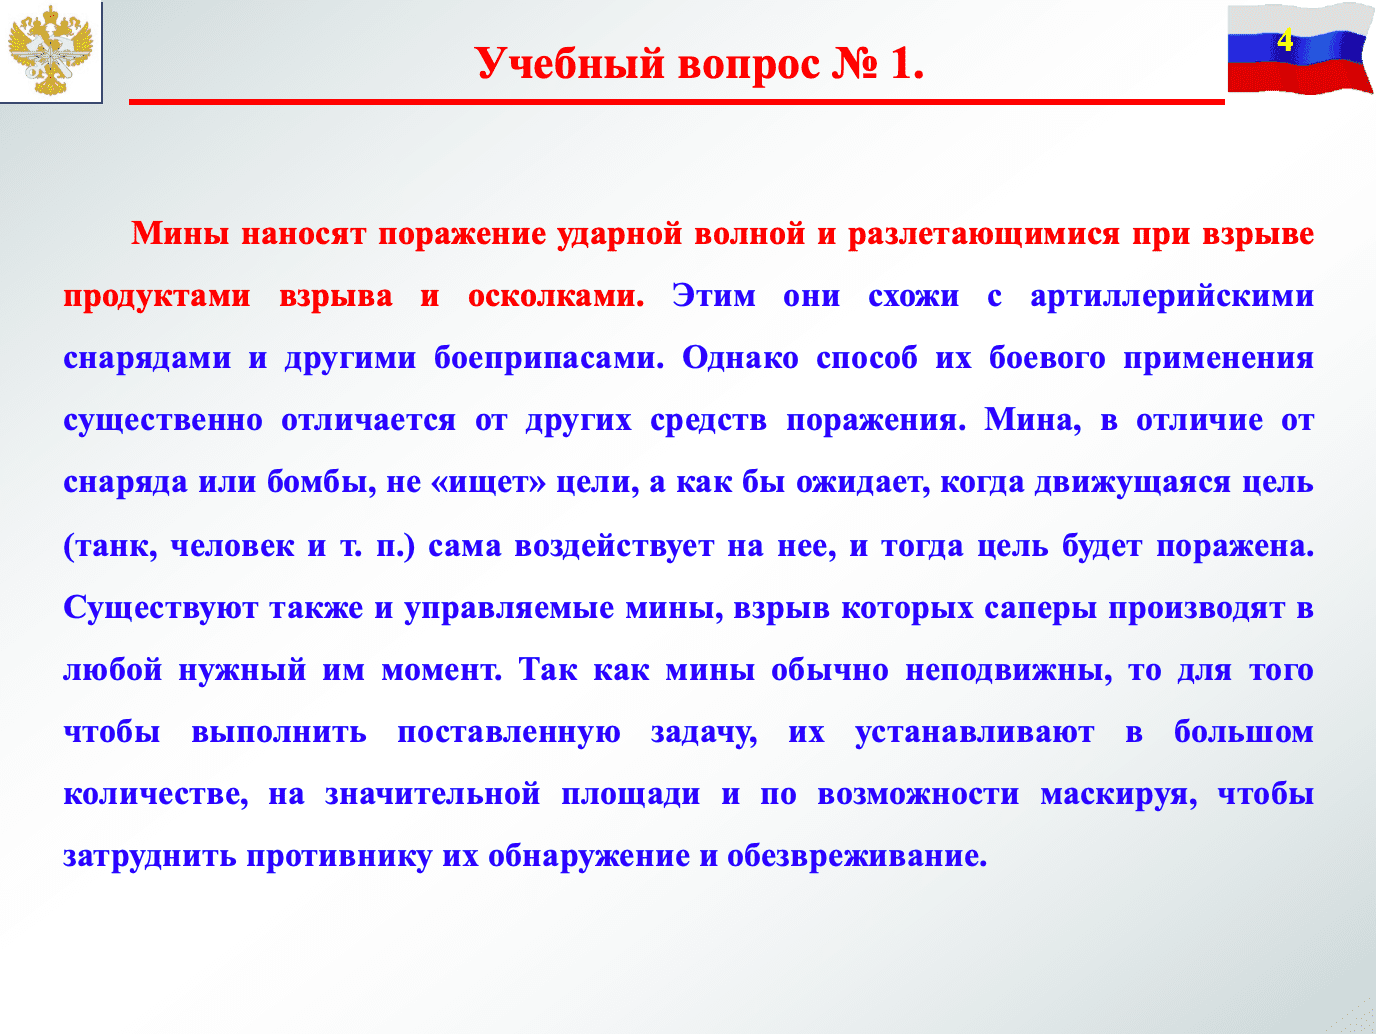 Учебный вопрос № 1.
4
Мины наносят поражение ударной волной и разлетающимися при взрыве
продуктами взрыва и осколками. Этим они схожи с артиллерийскими
снарядами и другими боеприпасами. Однако способ их боевого применения
существенно отличается от других средств поражения. Мина, в отличие от
снаряда или бомбы, не «ищет» цели, а как бы ожидает, когда движущаяся цель
(танк, человек и т. п.) сама воздействует на нее, и тогда цель будет поражена.
Существуют также и управляемые мины, взрыв которых саперы производят в
любой нужный им момент. Так как мины обычно неподвижны, то для того
чтобы выполнить поставленную задачу, их устанавливают в большом
количестве, на значительной площади и по возможности маскируя, чтобы
затруднить противнику их обнаружение и обезвреживание.